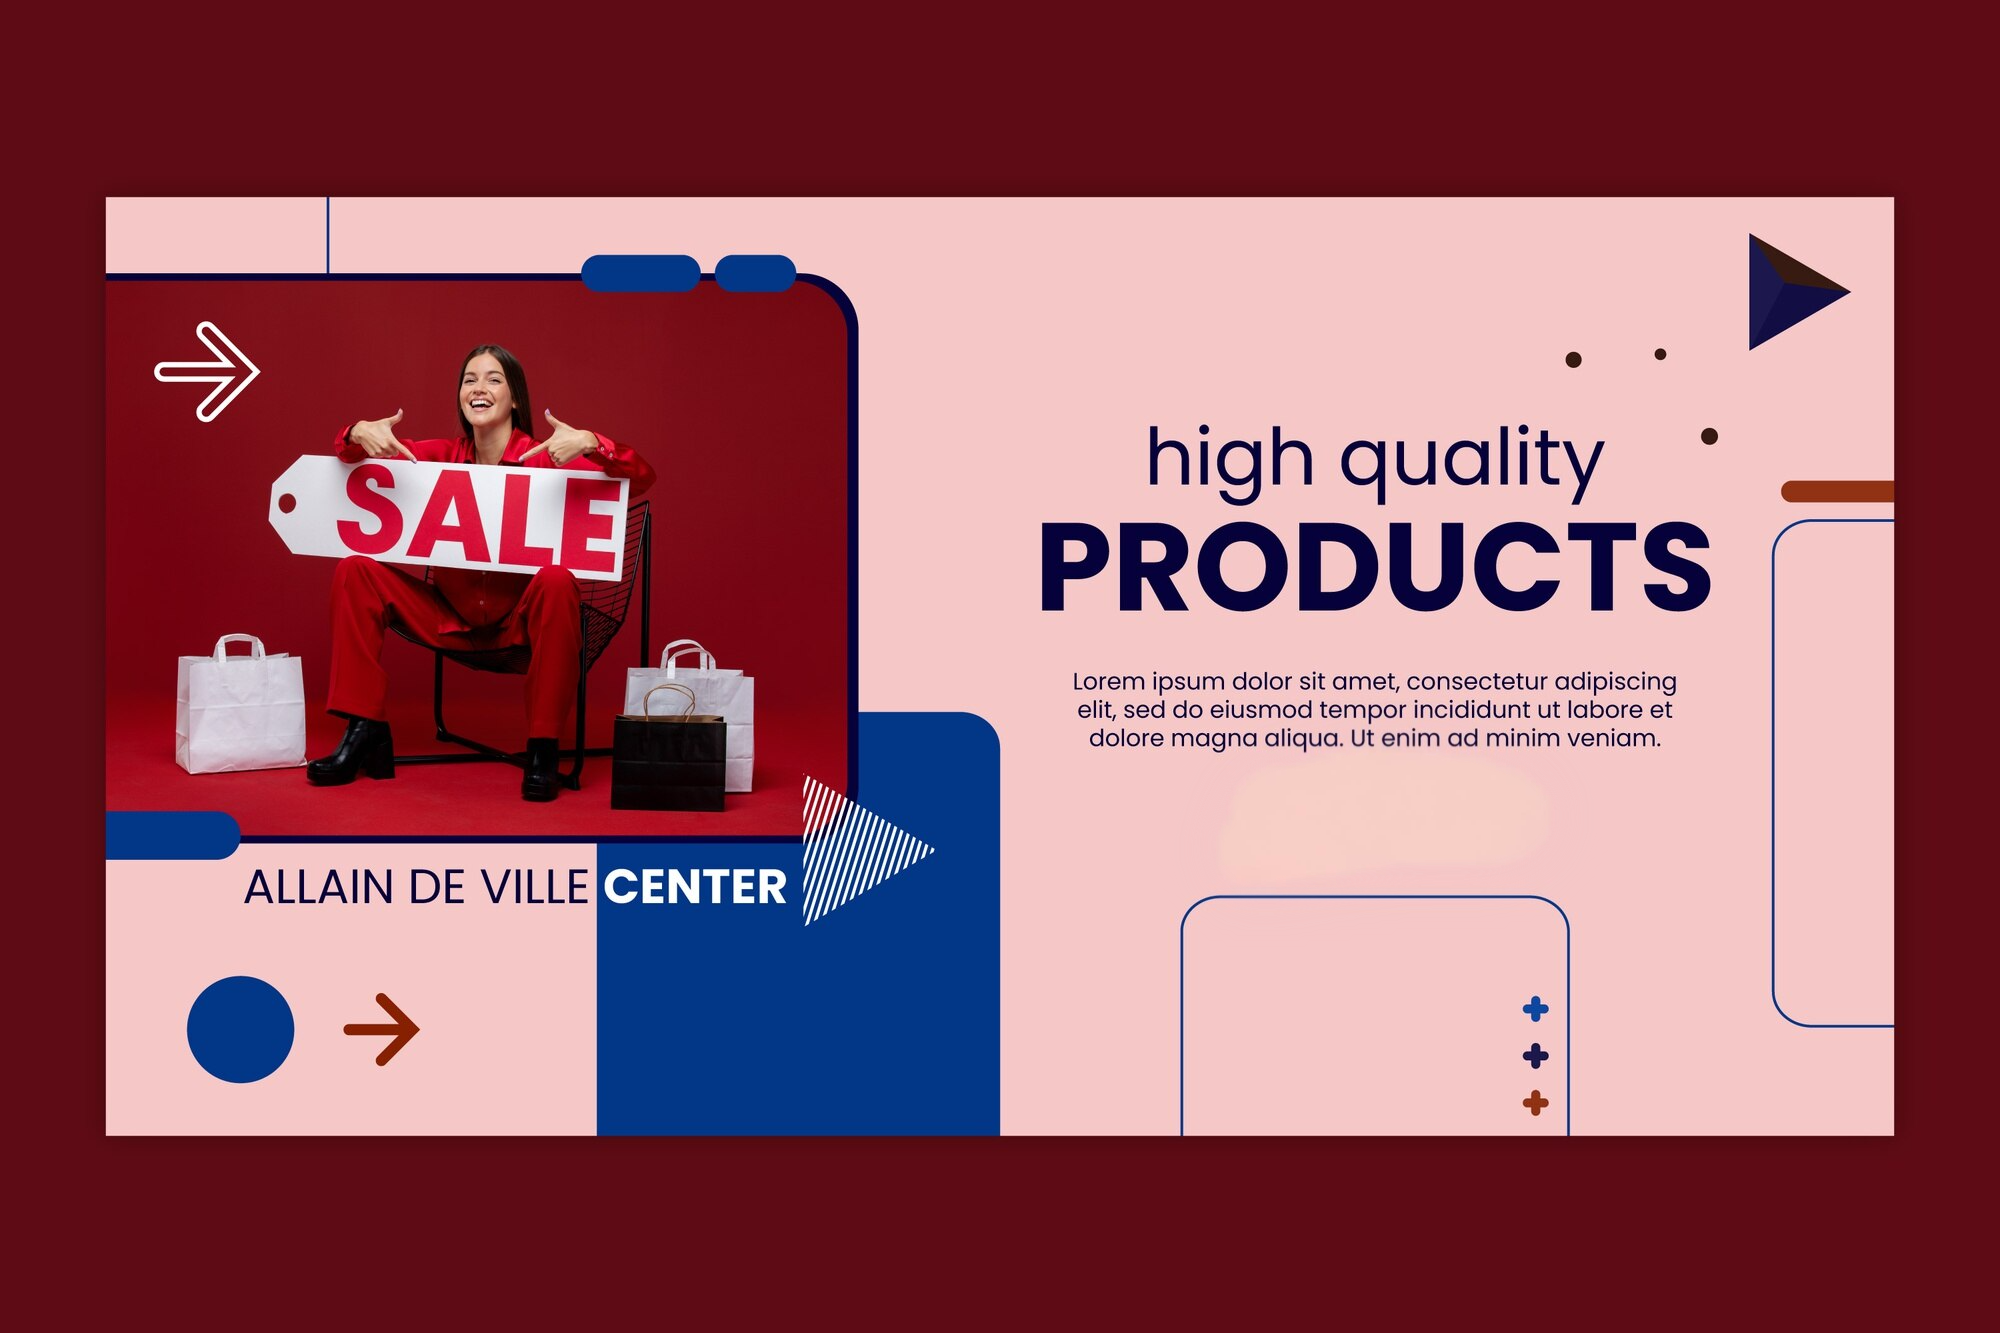 SALE
ALLAIN DE VILLE CENTER
high quality
PRODUCTS
Lorem ipsum dolor sit amet, consectetur adipiscing
elit, sed do eiusmod tempor incididunt ut labore et
dolore magna aliqua. Ut enim ad minim veniam.